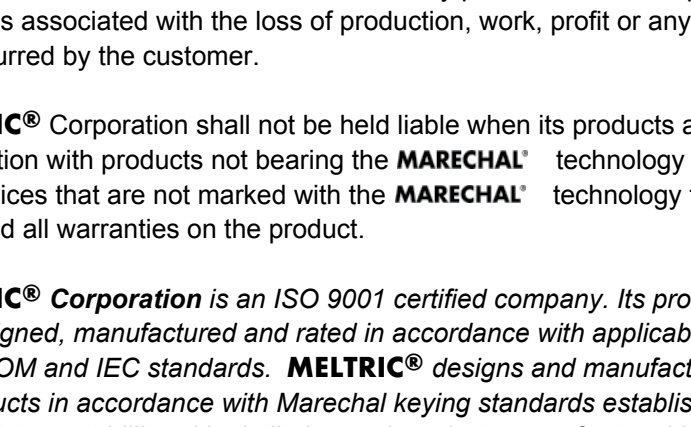 s associated with the loss of production, work, profit or any
urred by the customer.
IC® Corporation shall not be held liable when its products a
tion with products not bearing the MARECHAL® technology
ices that are not marked with the MARECHAL® technology t
d all warranties on the product.
IC® Corporation is an ISO 9001 certified company. Its pro
igned, manufactured and rated in accordance with applicab
OM and IEC standards. MELTRIC® designs and manufact
ucts in accordance with Marechal keying standards establis